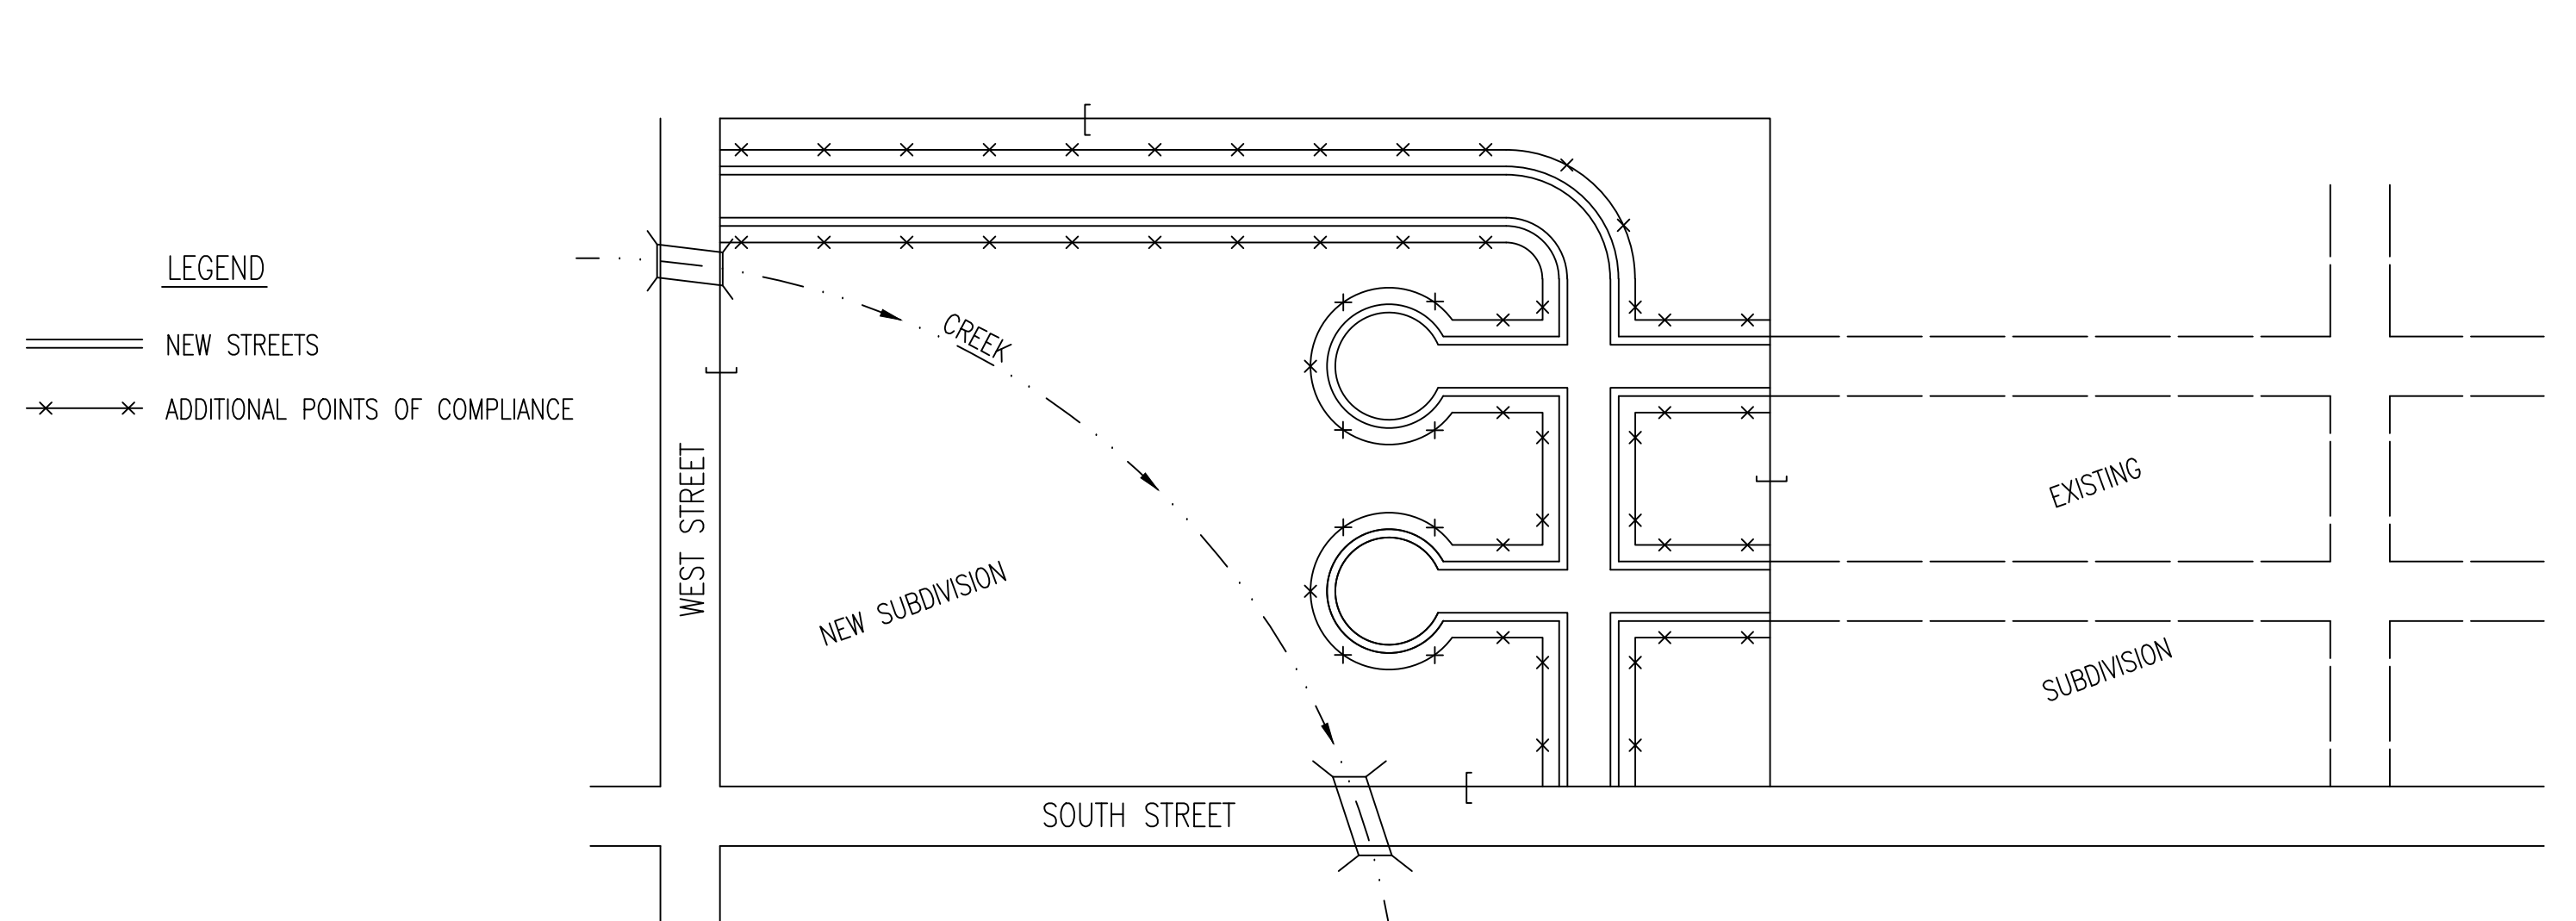 LEGEND
NEW STREETS
ADDITIONAL POINTS OF COMPLIANCE
WEST STREET
CREEK
NEW SUBDIVISION
SOUTH STREET
EXISTING
SUBDIVISION